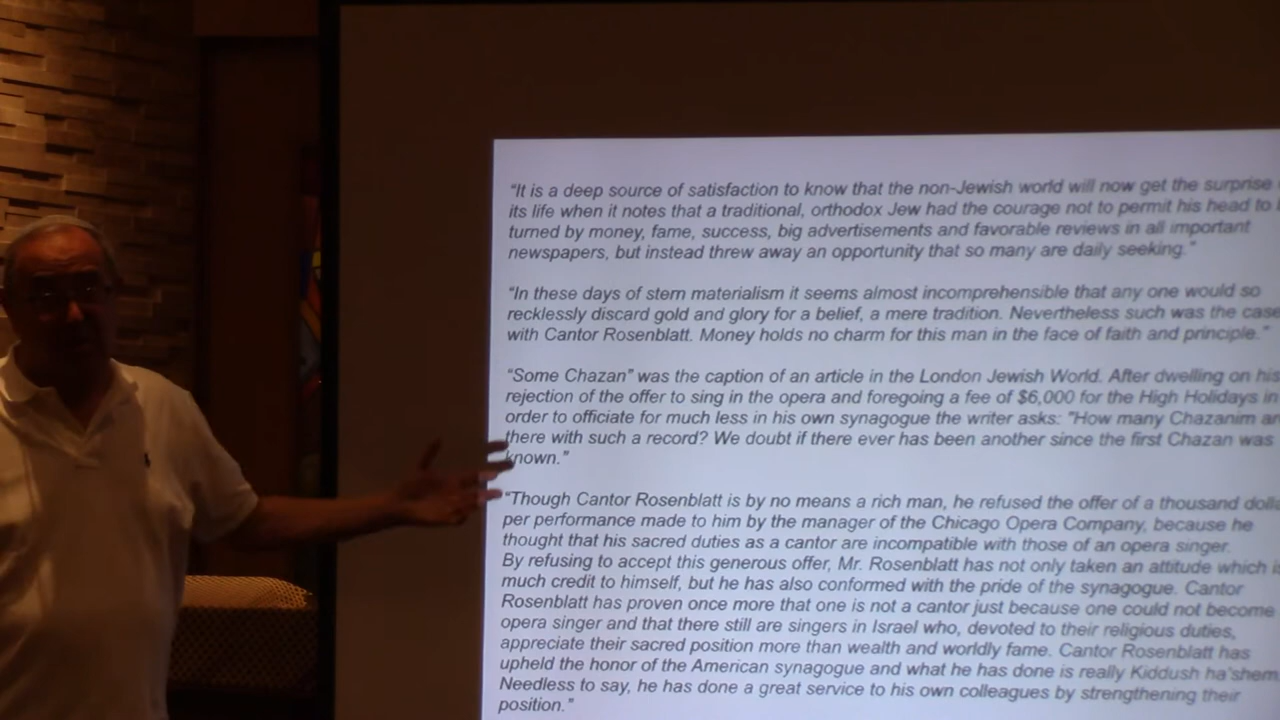 “It is a deep source of satisfaction to know that the non-Jewish world will now get the surprise
its life when it notes that a traditional, orthodox Jew had the courage not to permit his head to
turned by money, fame, success, big advertisements and favorable reviews in all important
newspapers, but instead threw away an opportunity that so many are daily seeking."
“In these days of stern materialism it seems almost incomprehensible that any one would so
recklessly discard gold and glory for a belief, a mere tradition. Nevertheless such was the case
with Cantor Rosenblatt. Money holds no charm for this man in the face of faith and principle.”
“Some Chazan” was the caption of an article in the London Jewish World. After dwelling on his
rejection of the offer to sing in the opera and foregoing a fee of $6,000 for the High Holidays in
order to officiate for much less in his own synagogue the writer asks: "How many Chazanim
there with such a record? We doubt if there ever has been another since the first Chazan was
known.”
“Though Cantor Rosenblatt is by no means a rich man, he refused the offer of a thousand
per performance made to him by the manager of the Chicago Opera Company, because he
thought that his sacred duties as a cantor are incompatible with those of an opera singer.
By refusing to accept this generous offer, Mr. Rosenblatt has not only taken an attitude which
much credit to himself, but he has also conformed with the pride of the synagogue. Cantor
Rosenblatt has proven once more that one is not a cantor just because one could not become
opera singer and that there still are singers in Israel who, devoted to their religious duties,
appreciate their sacred position more than wealth and worldly fame. Cantor Rosenblatt has
upheld the honor of the American synagogue and what he has done is really Kiddush ha'shem
Needless to say, he has done a great service to his own colleagues by strengthening their
position.”